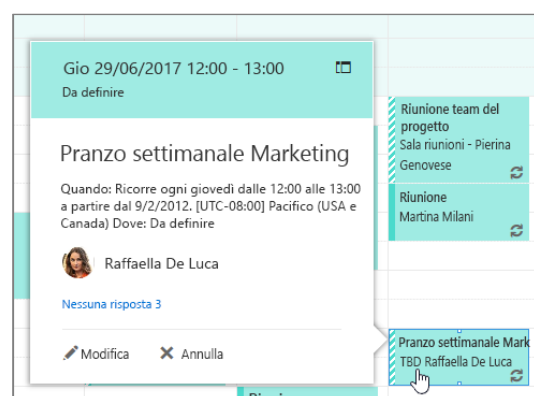 Gio 29/06/2017 12:00 - 13:00
Da definire
Pranzo settimanale Marketing
Quando: Ricorre ogni giovedì dalle 12:00 alle 13:00
a partire dal 9/2/2012. [UTC-08:00] Pacifico (USA e
Canada) Dove: Da definire
Raffaella De Luca
Nessuna risposta 3
Modifica
Annulla
Riunione team del
progetto
Sala riunioni - Pierina
Genovese
Riunione
Martina Milani
Pranzo settimanale Mark
TBD Raffaella De Luca